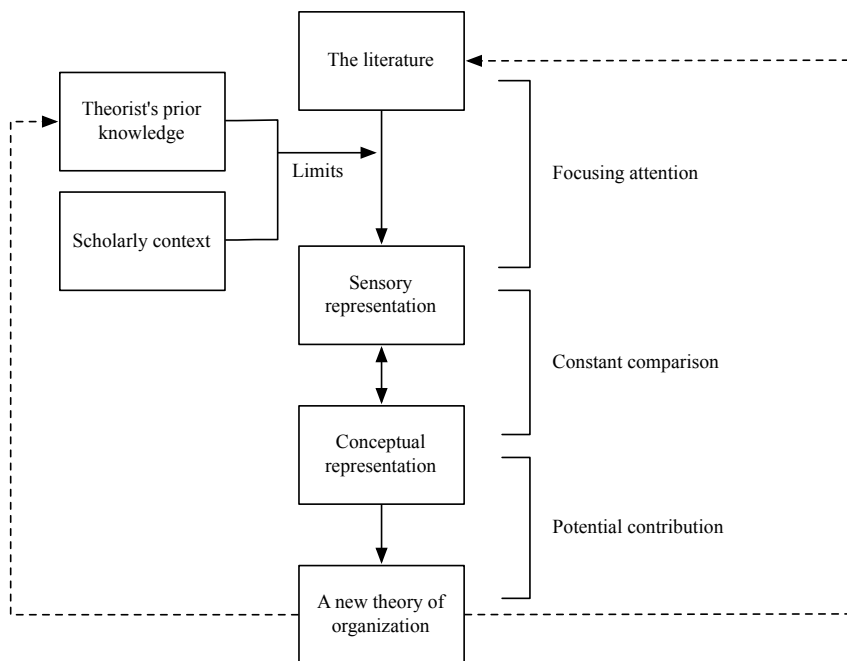 The literature
Theorist's prior
knowledge
Limits
Focusing attention
Scholarly context
Sensory
representation
Constant comparison
Conceptual
representation
Potential contribution
A new theory of
organization